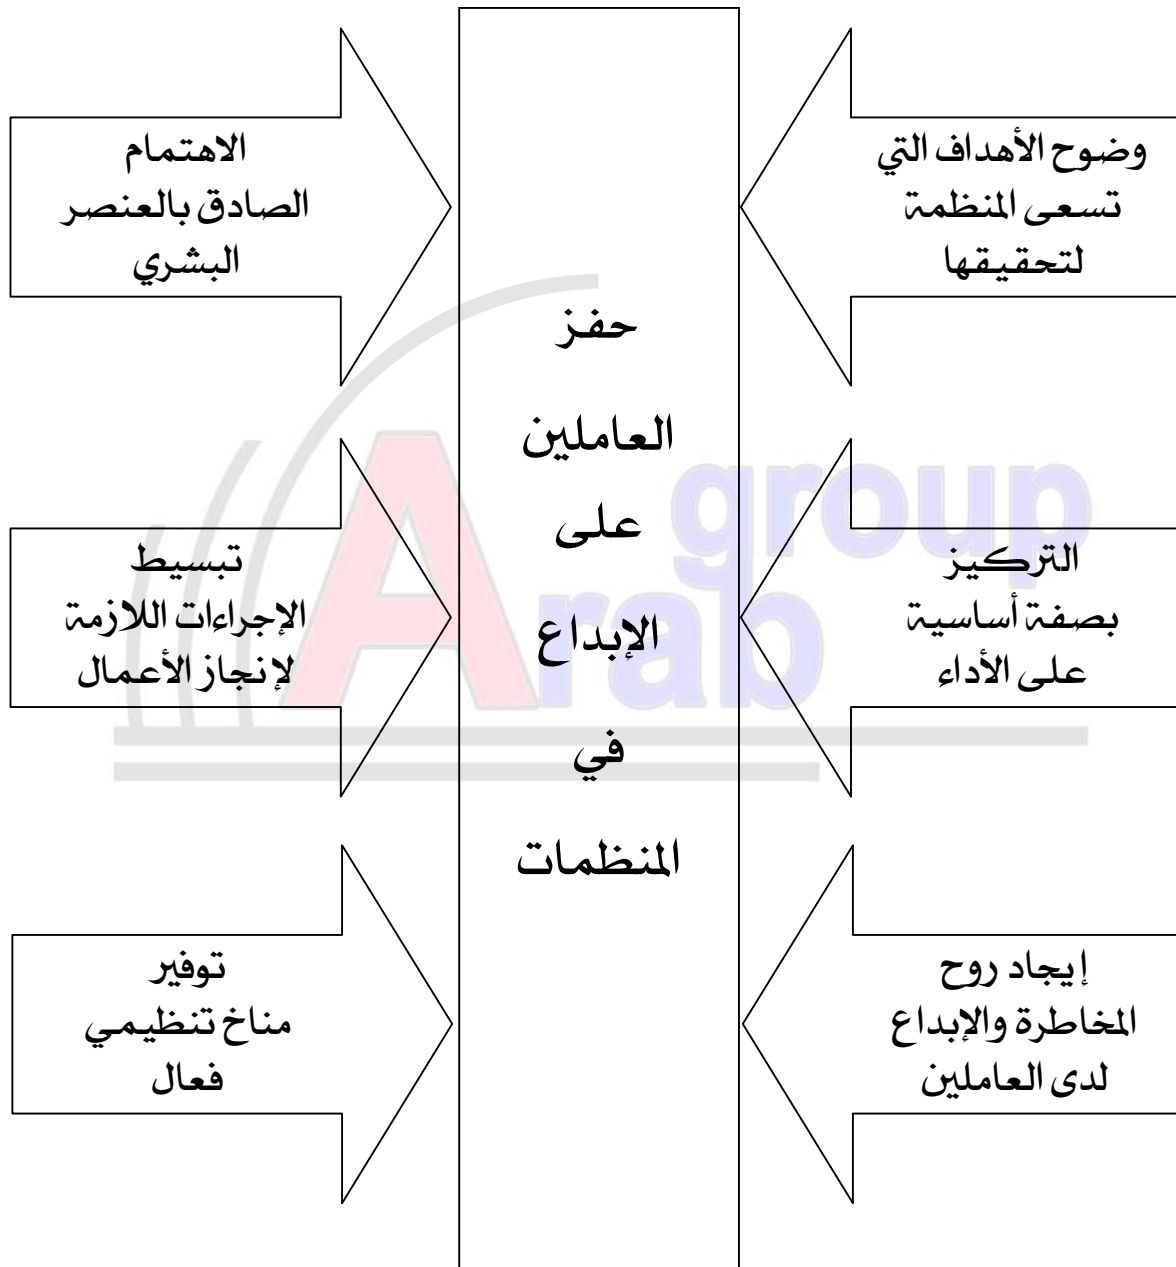 وضوح الأهداف التي
تسعى المنظمة
لتحقيقها
التركيز
بصفة أساسية
على الأداء
إيجاد روح
المخاطرة والإبداع
لدى العاملين
حفز
العاملين
على
الإبداع
في
المنظمات
الاهتمام
الصادق بالعنصر
البشري
تبسيط
الإجراءات اللازمة
لإنجاز الأعمال
توفير
مناخ تنظيمي
فعال
Arab
group